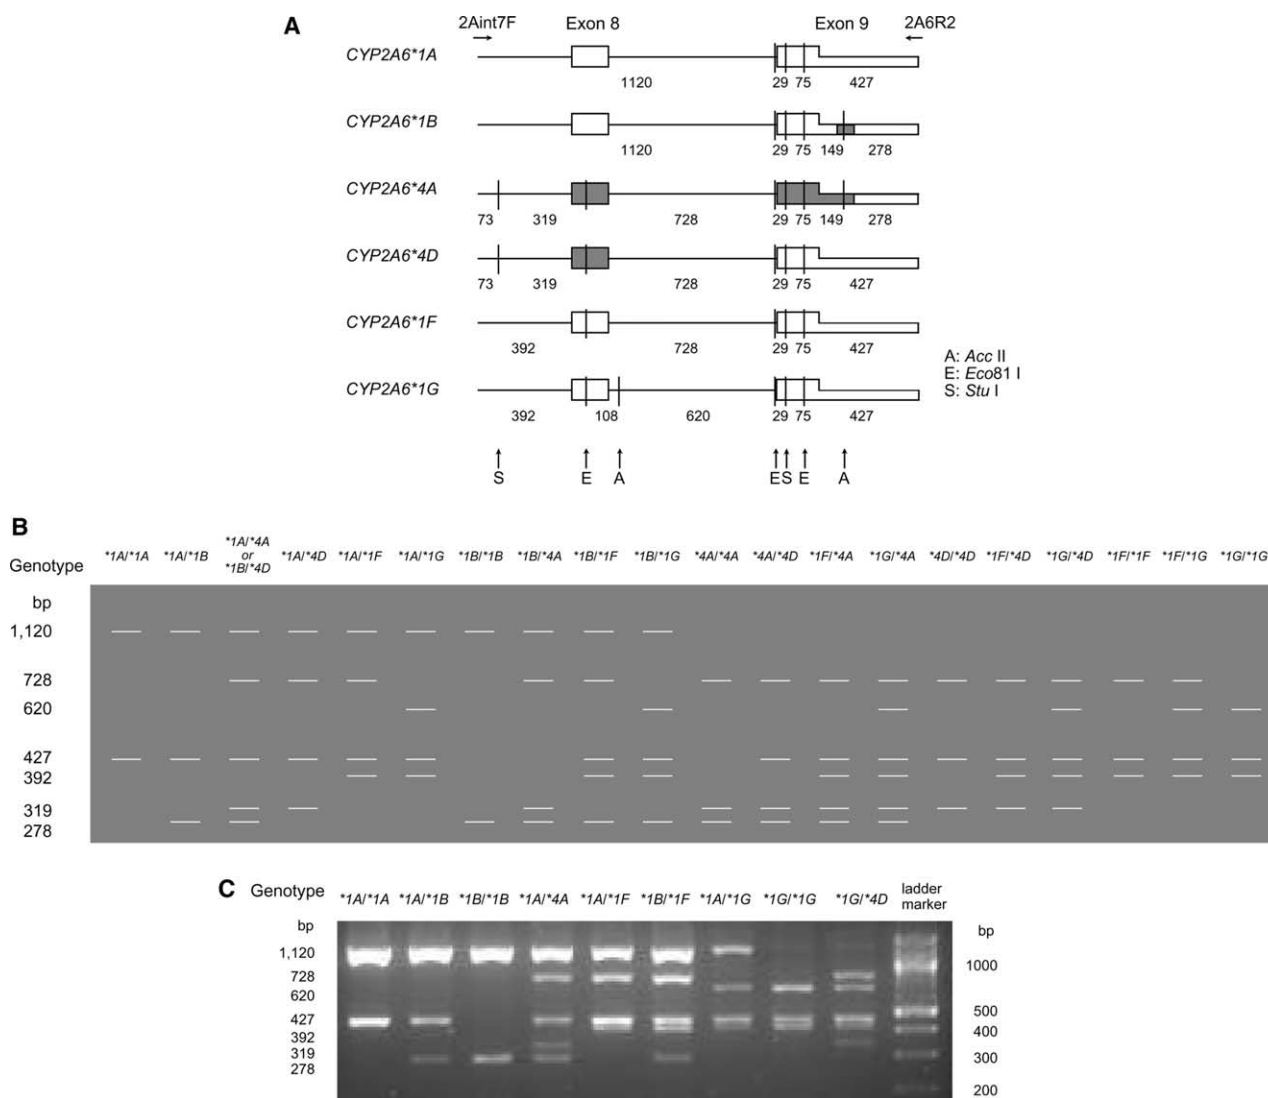 A
2Aint7F Exon 8 Exon 9 2A6R2
CYP2A6*1A
1120 29 75 427
CYP2A6*1B
1120 29 75 149 278
CYP2A6*4A
73 319 728 29 75 149 278
CYP2A6*4D
73 319 728 29 75 427
CYP2A6*1F
392 728 29 75 427
CYP2A6*1G
392 108 620 29 75 427
A: Acc II
E: Eco81 I
S: Stu I
S E A E S E A
B
Genotype *1A/*1A *1A/*1B *1A/*4A or *1B/*4D *1A/*4D *1A/*1F *1A/*1G *1B/*1B *1B/*4A *1B/*1F *1B/*1G *4A/*4A *4A/*4D *1F/*4A *1G/*4A *4D/*4D *1F/*4D *1G/*4D *1F/*1F *1F/*1G *1G/*1G
bp
1,120
728
620
427
392
319
278
C
Genotype *1A/*1A *1A/*1B *1B/*1B *1A/*4A *1A/*1F *1B/*1F *1A/*1G *1G/*1G *1G/*4D ladder marker
bp
1,120
728
620
427
392
319
278
bp
1000
500
400
300
200